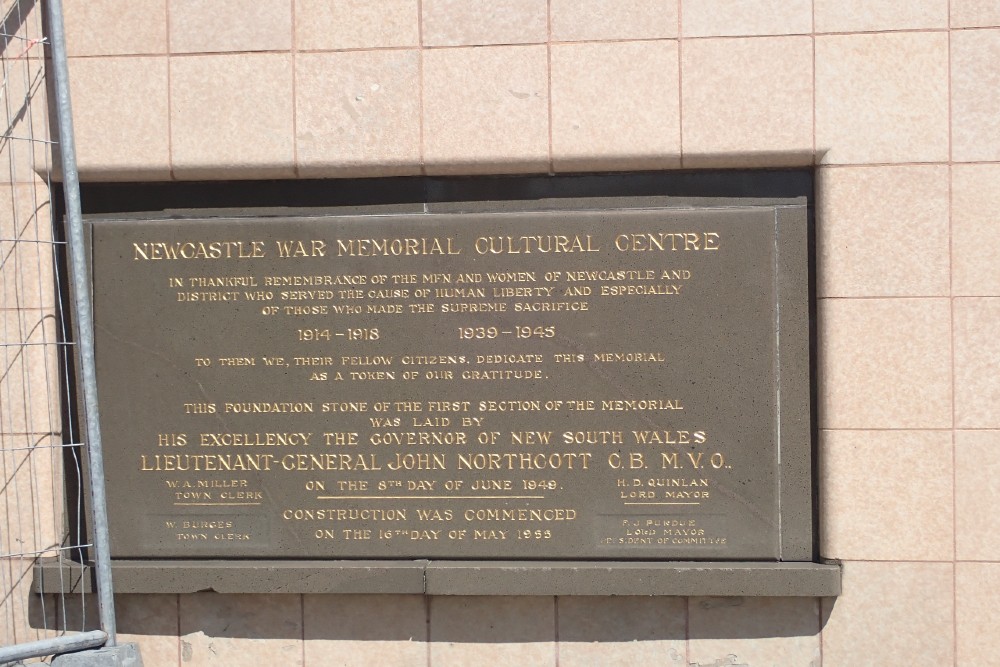 NEWCASTLE WAR MEMORIAL CULTURAL CENTRE
IN THANKFUL REMEMBRANCE OF THE MEN AND WOMEN OF NEWCASTLE AND
DISTRICT WHO SERVED THE CAUSE OF HUMAN LIBERTY AND ESPECIALLY
OF THOSE WHO MADE THE SUPREME SACRIFICE
1914-1918 1939-1945
TO THEM WE, THEIR FELLOW CITIZENS, DEDICATE THIS MEMORIAL
AS A TOKEN OF OUR GRATITUDE.
THIS FOUNDATION STONE OF THE FIRST SECTION OF THE MEMORIAL
WAS LAID BY
HIS EXCELLENCY THE GOVERNOR OF NEW SOUTH WALES
LIEUTENANT-GENERAL JOHN NORTHCOTT C.B. M.V.O..
ON THE 8TH DAY OF JUNE 1949.
W.A. MILLER
TOWN CLERK
H.D. QUINLAN
LORD MAYOR
CONSTRUCTION WAS COMMENCED
ON THE 16TH DAY OF MAY 1955
W. BURGES
TOWN CLERK
F.J. PURDUE
LORD MAYOR
PRESIDENT OF COMMITTEE